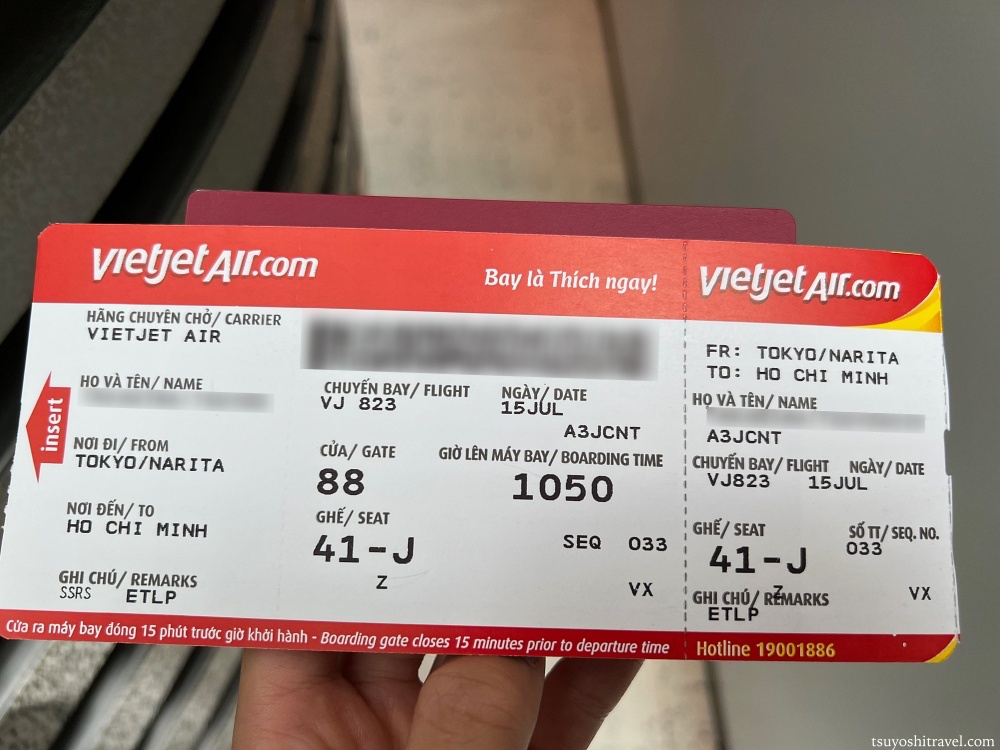 vietjetAir.com
Bay là Thích ngay!
HÃNG CHUYÊN CHỞ/ CARRIER
VIETJET AIR
HỌ VÀ TÊN/ NAME
CHUYẾN BAY/ FLIGHT NGÀY/ DATE
VJ 823 15JUL
A3JCNT
insert
NƠI ĐI/ FROM
TOKYO/NARITA
CỬA/ GATE GIỜ LÊN MÁY BAY/ BOARDING TIME
88 1050
NƠI ĐẾN/ TO
HO CHI MINH
GHẾ/ SEAT
41-J
SEQ 033
Z
VX
GHI CHÚ/ REMARKS
SSRS ETLP
Cửa ra máy bay đóng 15 phút trước giờ khởi hành - Boarding gate closes 15 minutes prior to departure time
vietjetAir.com
FR: TOKYO/NARITA
TO: HO CHI MINH
HỌ VÀ TÊN/ NAME
A3JCNT
CHUYẾN BAY/ FLIGHT NGÀY/ DATE
VJ823 15JUL
GHẾ/ SEAT SỐ TT/ SEQ. NO.
41-J 033
Z
VX
GHI CHÚ/ REMARKS
ETLP
Hotline 19001886
tsuyoshitravel.com